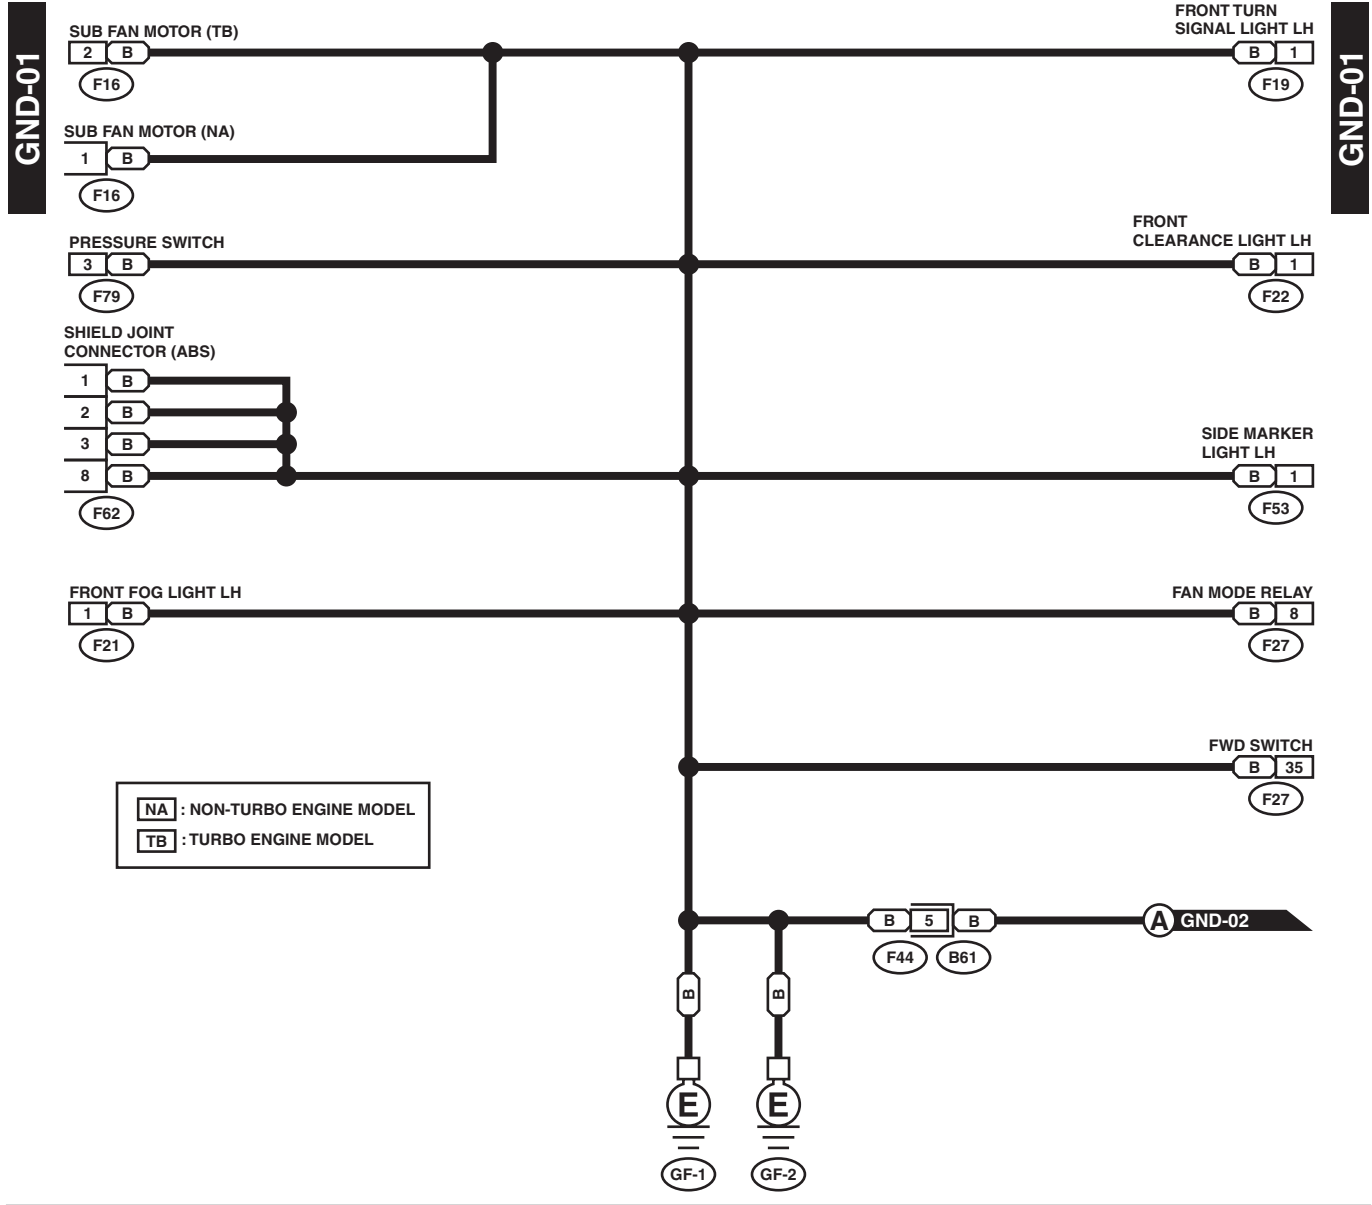 GND-01
SUB FAN MOTOR (TB)
2 B
F16
SUB FAN MOTOR (NA)
1 B
F16
PRESSURE SWITCH
3 B
F79
SHIELD JOINT
CONNECTOR (ABS)
1 B
2 B
3 B
8 B
F62
FRONT FOG LIGHT LH
1 B
F21
NA : NON-TURBO ENGINE MODEL
TB : TURBO ENGINE MODEL
FRONT TURN
SIGNAL LIGHT LH
B 1
F19
GND-01
FRONT
CLEARANCE LIGHT LH
B 1
F22
SIDE MARKER
LIGHT LH
B 1
F53
FAN MODE RELAY
B 8
F27
FWD SWITCH
B 35
F27
B 5 B
F44 B61
A GND-02
B B
E E
GF-1 GF-2